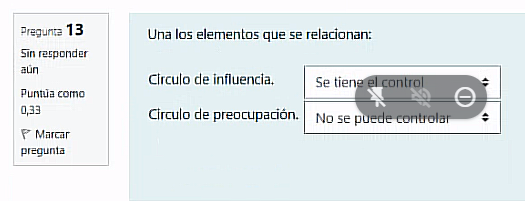 Pregunta 13
Sin responder
aún
Puntúa como
0,33
Marcar
pregunta
Una los elementos que se relacionan:
Circulo de influencia.
Se tiene el control
Circulo de preocupación.
No se puede controlar